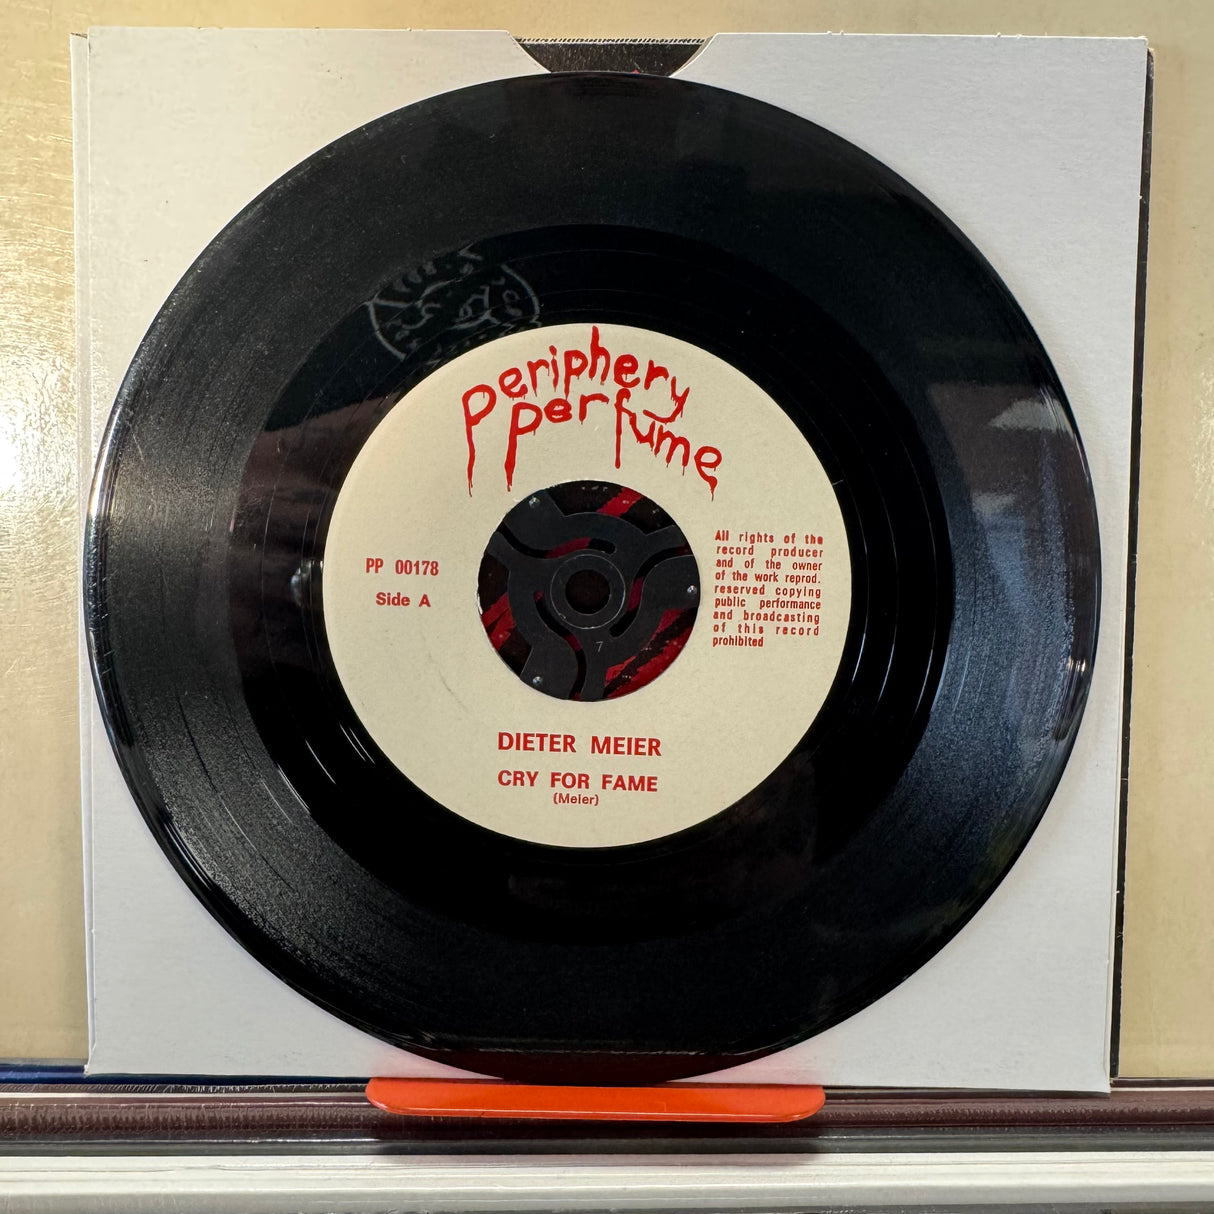 Periphery
Perfume
PP 00178
Side A
All rights of the
record producer
and of the owner
of the work reprod.
reserved copying
public performance
and broadcasting
of this record
prohibited
7
DIETER MEIER
CRY FOR FAME
(Meier)